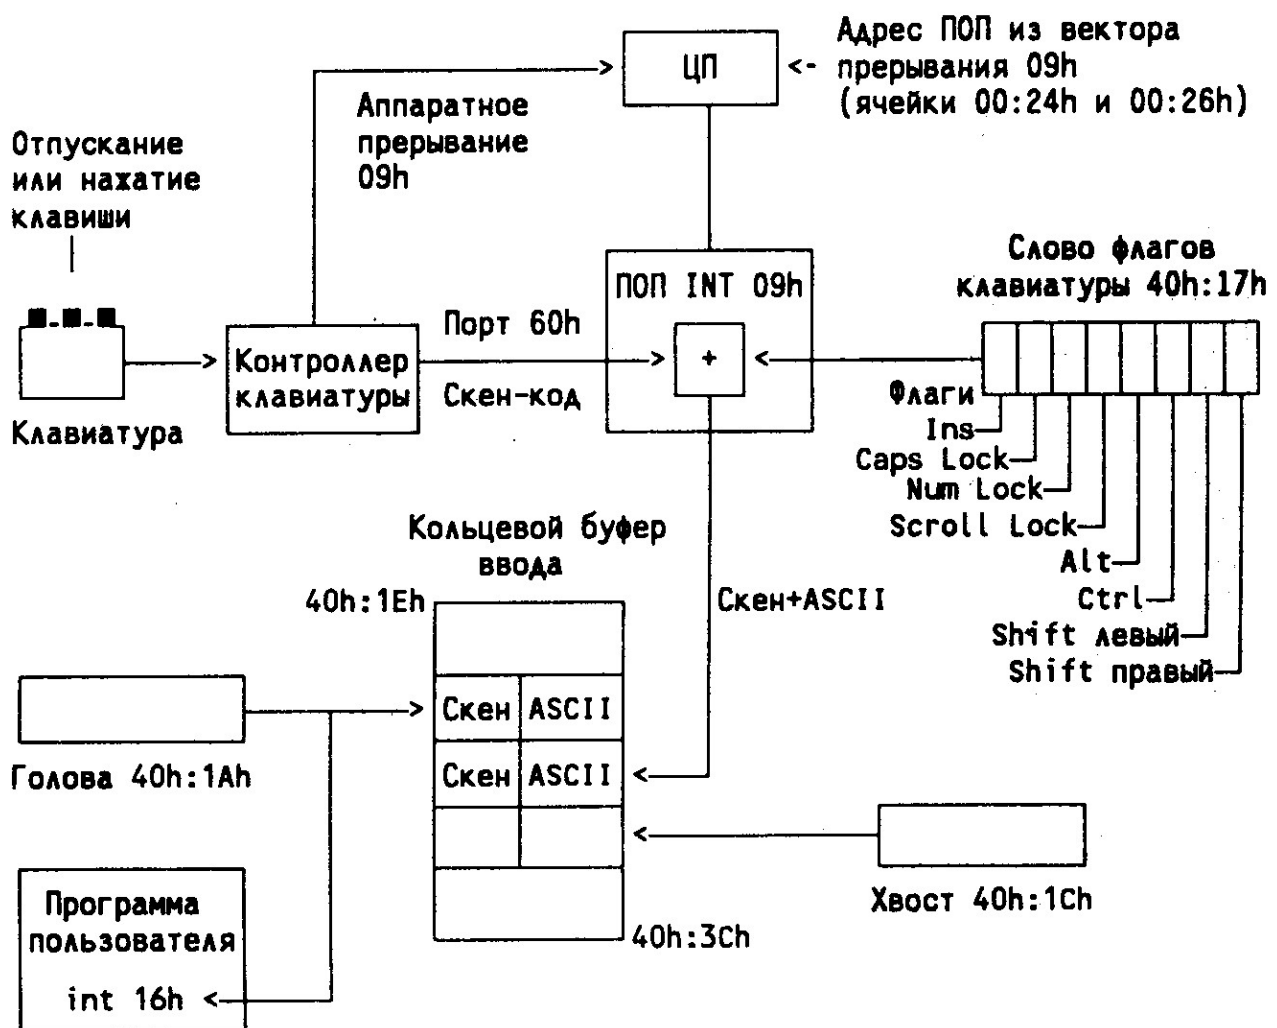 Адрес ПОП из вектора
ЦП
прерывания 09h
(ячейки 00:24h и 00:26h)
Аппаратное
прерывание
09h
Отпускание
или нажатие
клавиши
Слово флагов
клавиатуры 40h:17h
ПОП INT 09h
Порт 60h
+
Контроллер
клавиатуры
Скен-код
Клавиатура
Флаги
Ins
Caps Lock
Num Lock
Scroll Lock
Alt
Ctrl
Shift левый
Shift правый
Кольцевой буфер
ввода
40h:1Eh
Скен+ASCII
Скен ASCII
Скен ASCII
Голова 40h:1Ah
Хвост 40h:1Ch
40h:3Ch
Программа
пользователя
int 16h